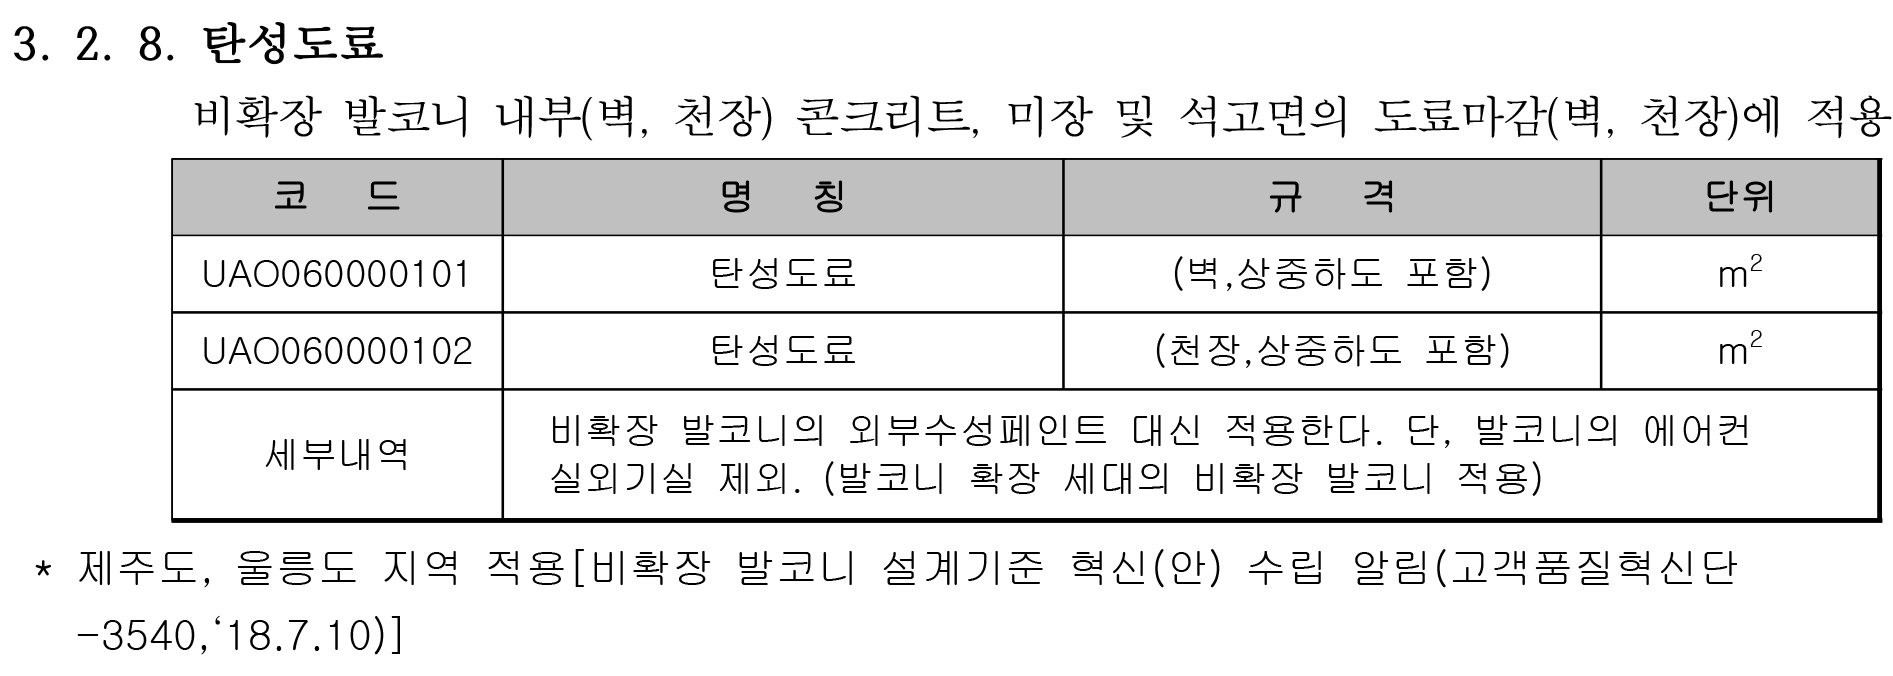 3. 2. 8. 탄성도료
비확장 발코니 내부(벽, 천장) 콘크리트, 미장 및 석고면의 도료마감(벽, 천장)에 적용
코 드 명 칭 규 격 단위
UAO060000101 탄성도료 (벽,상중하도 포함) m²
UAO060000102 탄성도료 (천장,상중하도 포함) m²
세부내역
비확장 발코니의 외부수성페인트 대신 적용한다. 단, 발코니의 에어컨
실외기실 제외. (발코니 확장 세대의 비확장 발코니 적용)
* 제주도, 울릉도 지역 적용[비확장 발코니 설계기준 혁신(안) 수립 알림(고객품질혁신단
-3540,‘18.7.10)]